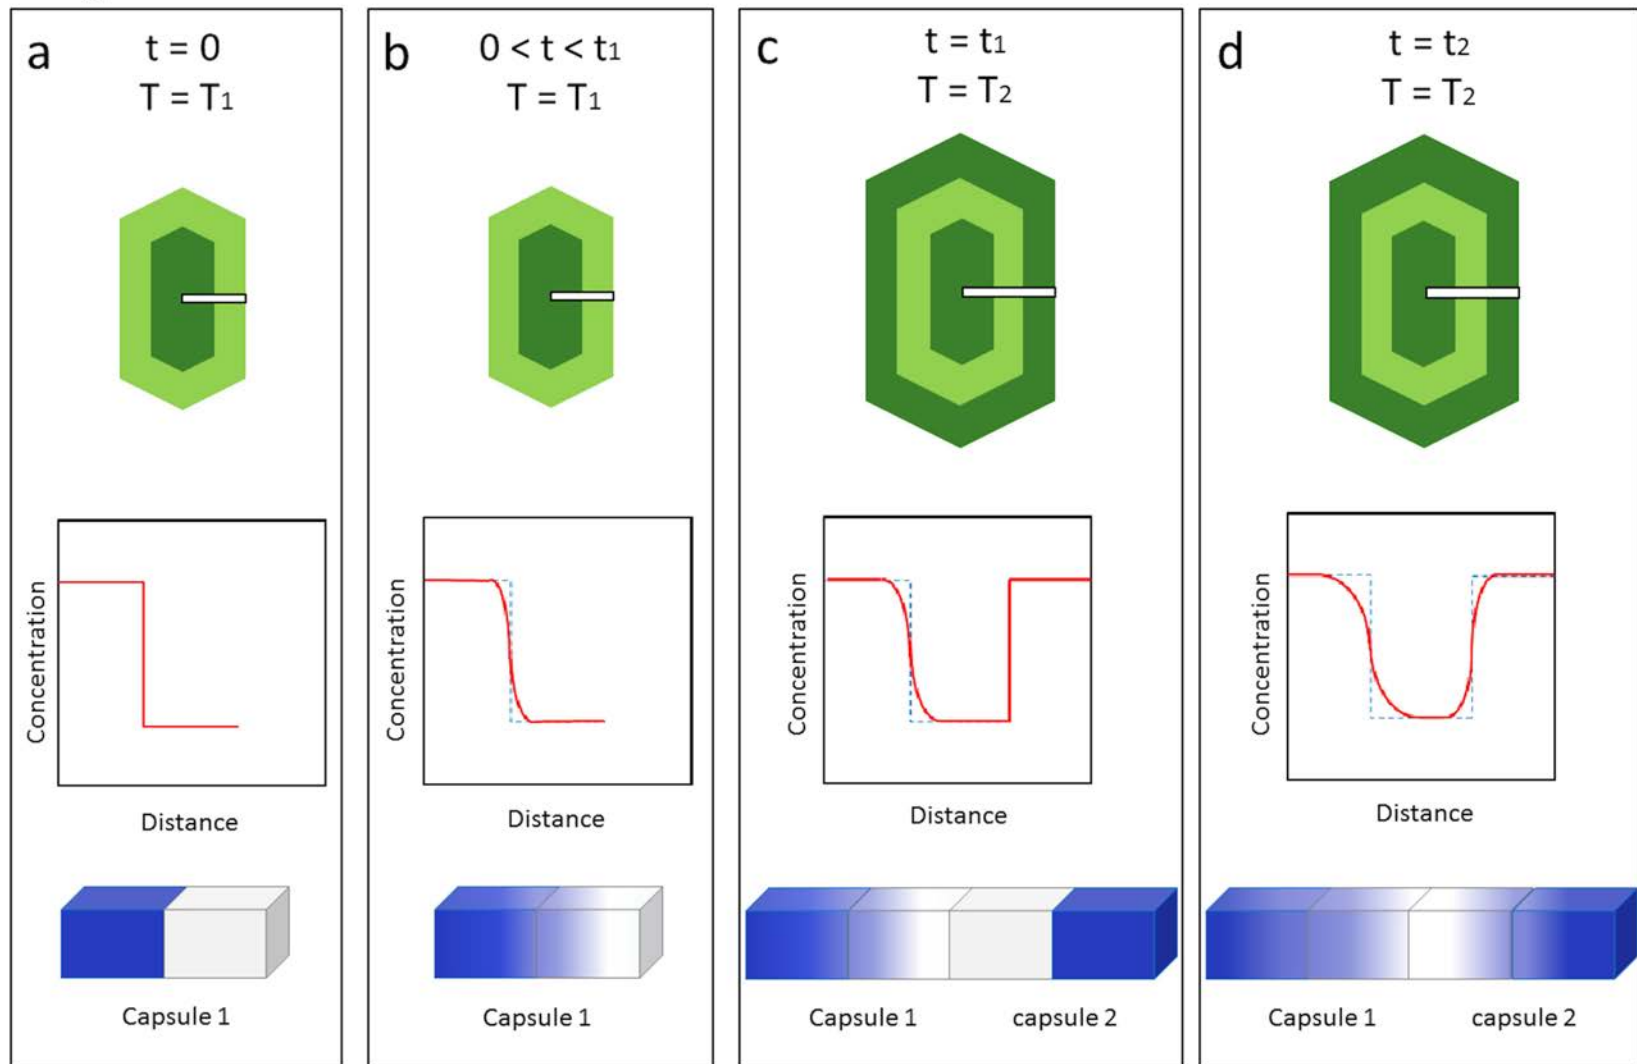 a
t = 0
T = T1
Concentration
Distance
Capsule 1
b
0 < t < t1
T = T1
Concentration
Distance
Capsule 1
c
t = t1
T = T2
Concentration
Distance
Capsule 1
capsule 2
d
t = t2
T = T2
Concentration
Distance
Capsule 1
capsule 2